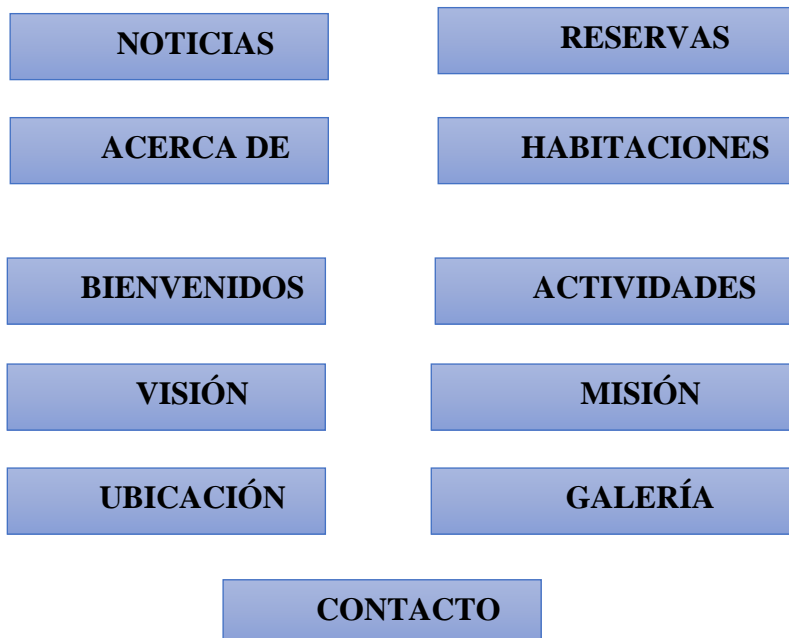 NOTICIAS
RESERVAS
ACERCA DE
HABITACIONES
BIENVENIDOS
ACTIVIDADES
VISIÓN
MISIÓN
UBICACIÓN
GALERÍA
CONTACTO